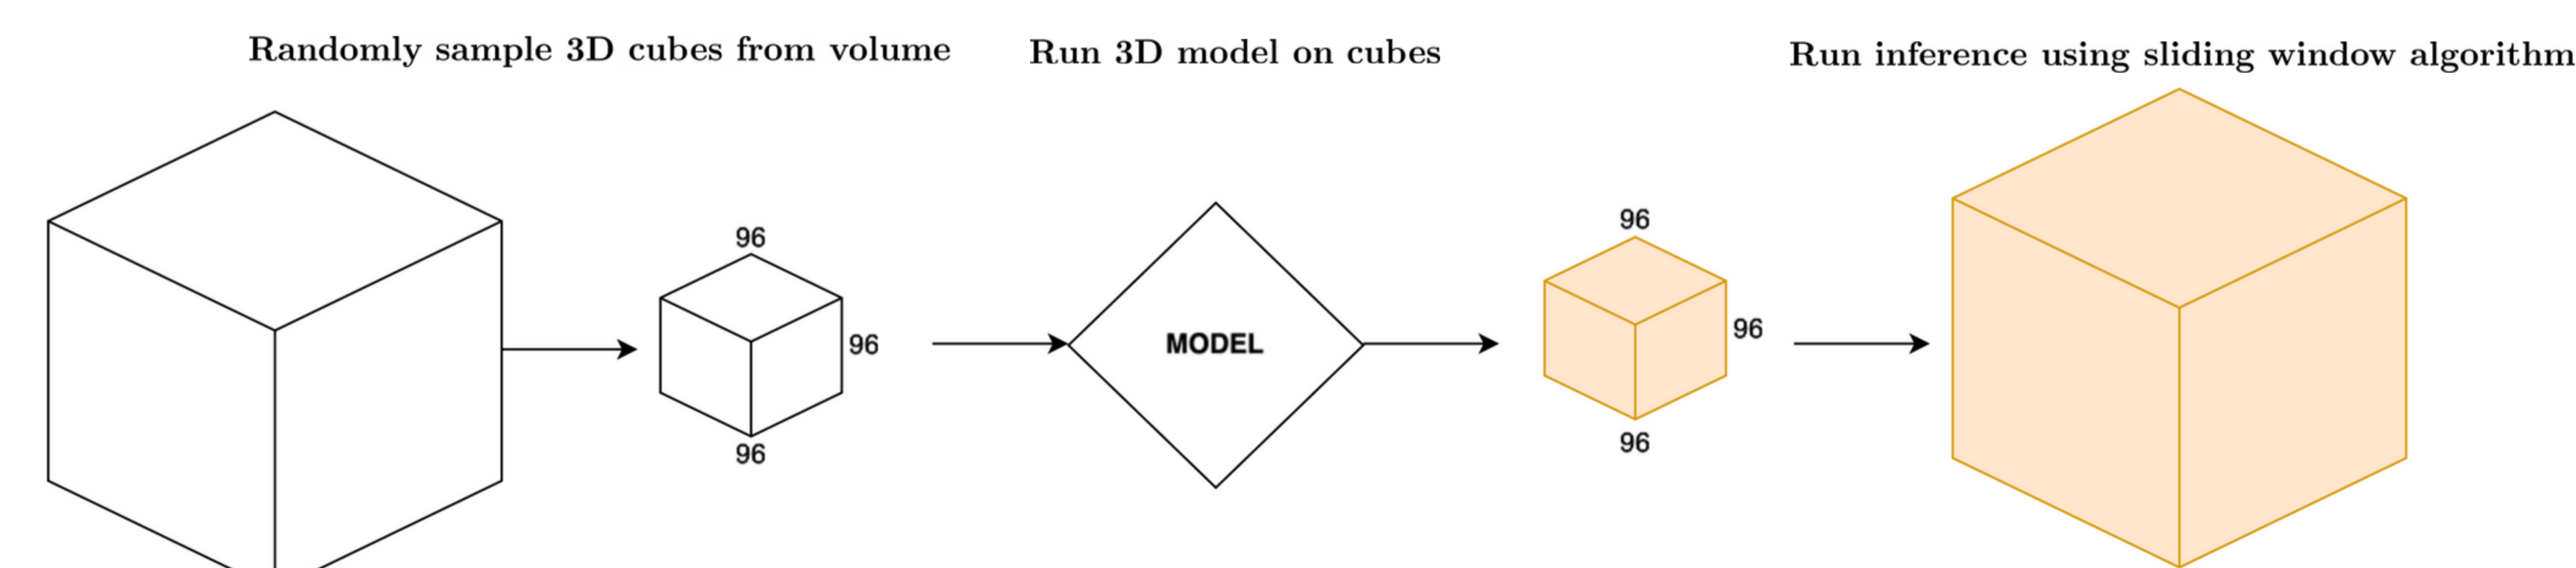 Randomly sample 3D cubes from volume
Run 3D model on cubes
Run inference using sliding window algorithm
96
96
96
MODEL
96
96
96